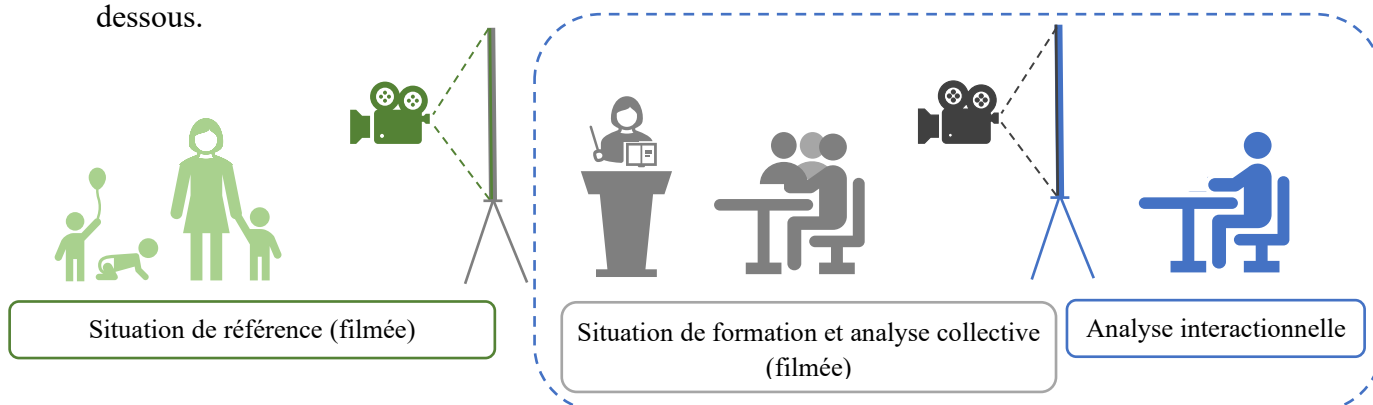 dessous.
Situation de référence (filmée)
Situation de formation et analyse collective
(filmée)
Analyse interactionnelle